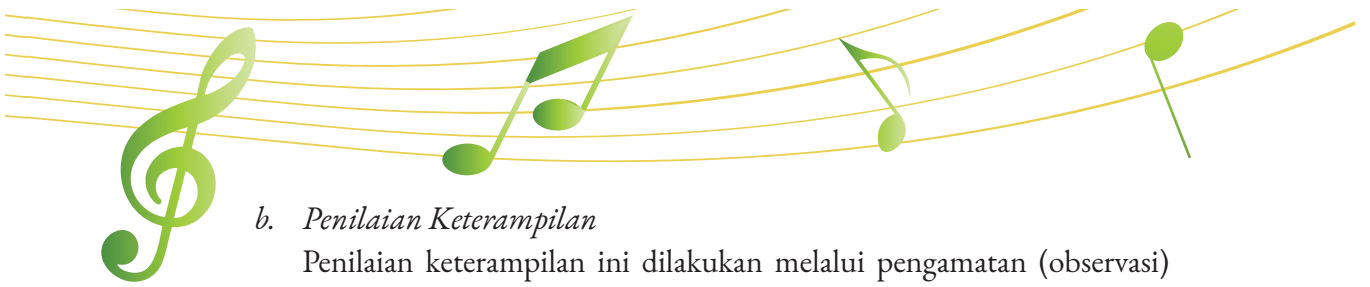 b. Penilaian Keterampilan
Penilaian keterampilan ini dilakukan melalui pengamatan (observasi)